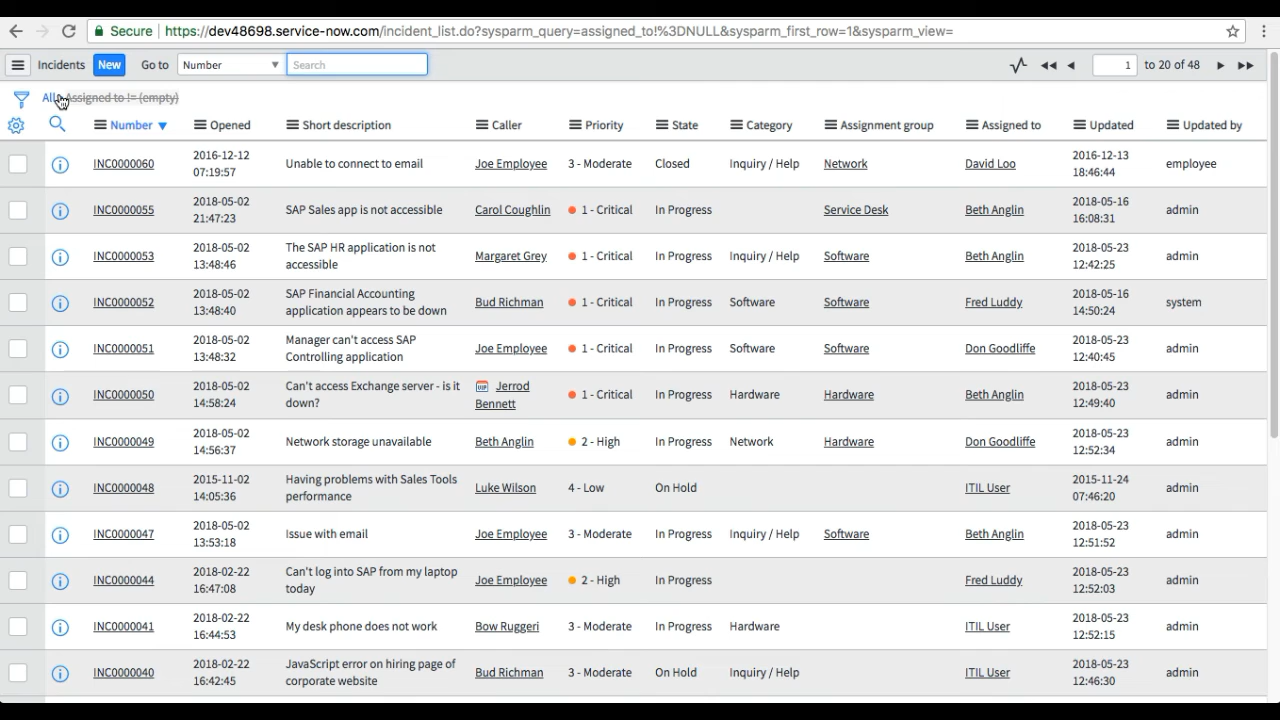 Secure https://dev48698.service-now.com/incident_list.do?sysparm_query=assigned_to!%3DNULL&sysparm_first_row=1&sysparm_view=
Incidents New Go to Number Search 1 to 20 of 48
All> Assigned to != (empty)
Number Opened Short description Caller Priority State Category Assignment group Assigned to Updated Updated by
INC0000060 2016-12-12 07:19:57 Unable to connect to email Joe Employee 3 - Moderate Closed Inquiry / Help Network David Loo 2016-12-13 18:46:44 employee
INC0000055 2018-05-02 21:47:23 SAP Sales app is not accessible Carol Coughlin 1 - Critical In Progress Service Desk Beth Anglin 2018-05-16 16:08:31 admin
INC0000053 2018-05-02 13:48:46 The SAP HR application is not accessible Margaret Grey 1 - Critical In Progress Inquiry / Help Software Beth Anglin 2018-05-23 12:42:25 admin
INC0000052 2018-05-02 13:48:40 SAP Financial Accounting application appears to be down Bud Richman 1 - Critical In Progress Software Software Fred Luddy 2018-05-16 14:50:24 system
INC0000051 2018-05-02 13:48:32 Manager can't access SAP Controlling application Joe Employee 1 - Critical In Progress Software Software Don Goodliffe 2018-05-23 12:40:45 admin
INC0000050 2018-05-02 14:58:24 Can't access Exchange server - is it down? VIP Jerrod Bennett 1 - Critical In Progress Hardware Hardware Beth Anglin 2018-05-23 12:49:40 admin
INC0000049 2018-05-02 14:56:37 Network storage unavailable Beth Anglin 2 - High In Progress Network Hardware Don Goodliffe 2018-05-23 12:52:34 admin
INC0000048 2015-11-02 14:05:36 Having problems with Sales Tools performance Luke Wilson 4 - Low On Hold ITIL User 2015-11-24 07:46:20 admin
INC0000047 2018-05-02 13:53:18 Issue with email Joe Employee 3 - Moderate In Progress Inquiry / Help Software Beth Anglin 2018-05-23 12:51:52 admin
INC0000044 2018-02-22 16:47:08 Can't log into SAP from my laptop today Joe Employee 2 - High In Progress Fred Luddy 2018-05-23 12:52:03 admin
INC0000041 2018-02-22 16:44:53 My desk phone does not work Bow Ruggeri 3 - Moderate In Progress Hardware ITIL User 2018-05-23 12:52:15 admin
INC0000040 2018-02-22 16:42:45 JavaScript error on hiring page of corporate website Bud Richman 3 - Moderate On Hold Inquiry / Help ITIL User 2018-05-23 12:46:30 admin